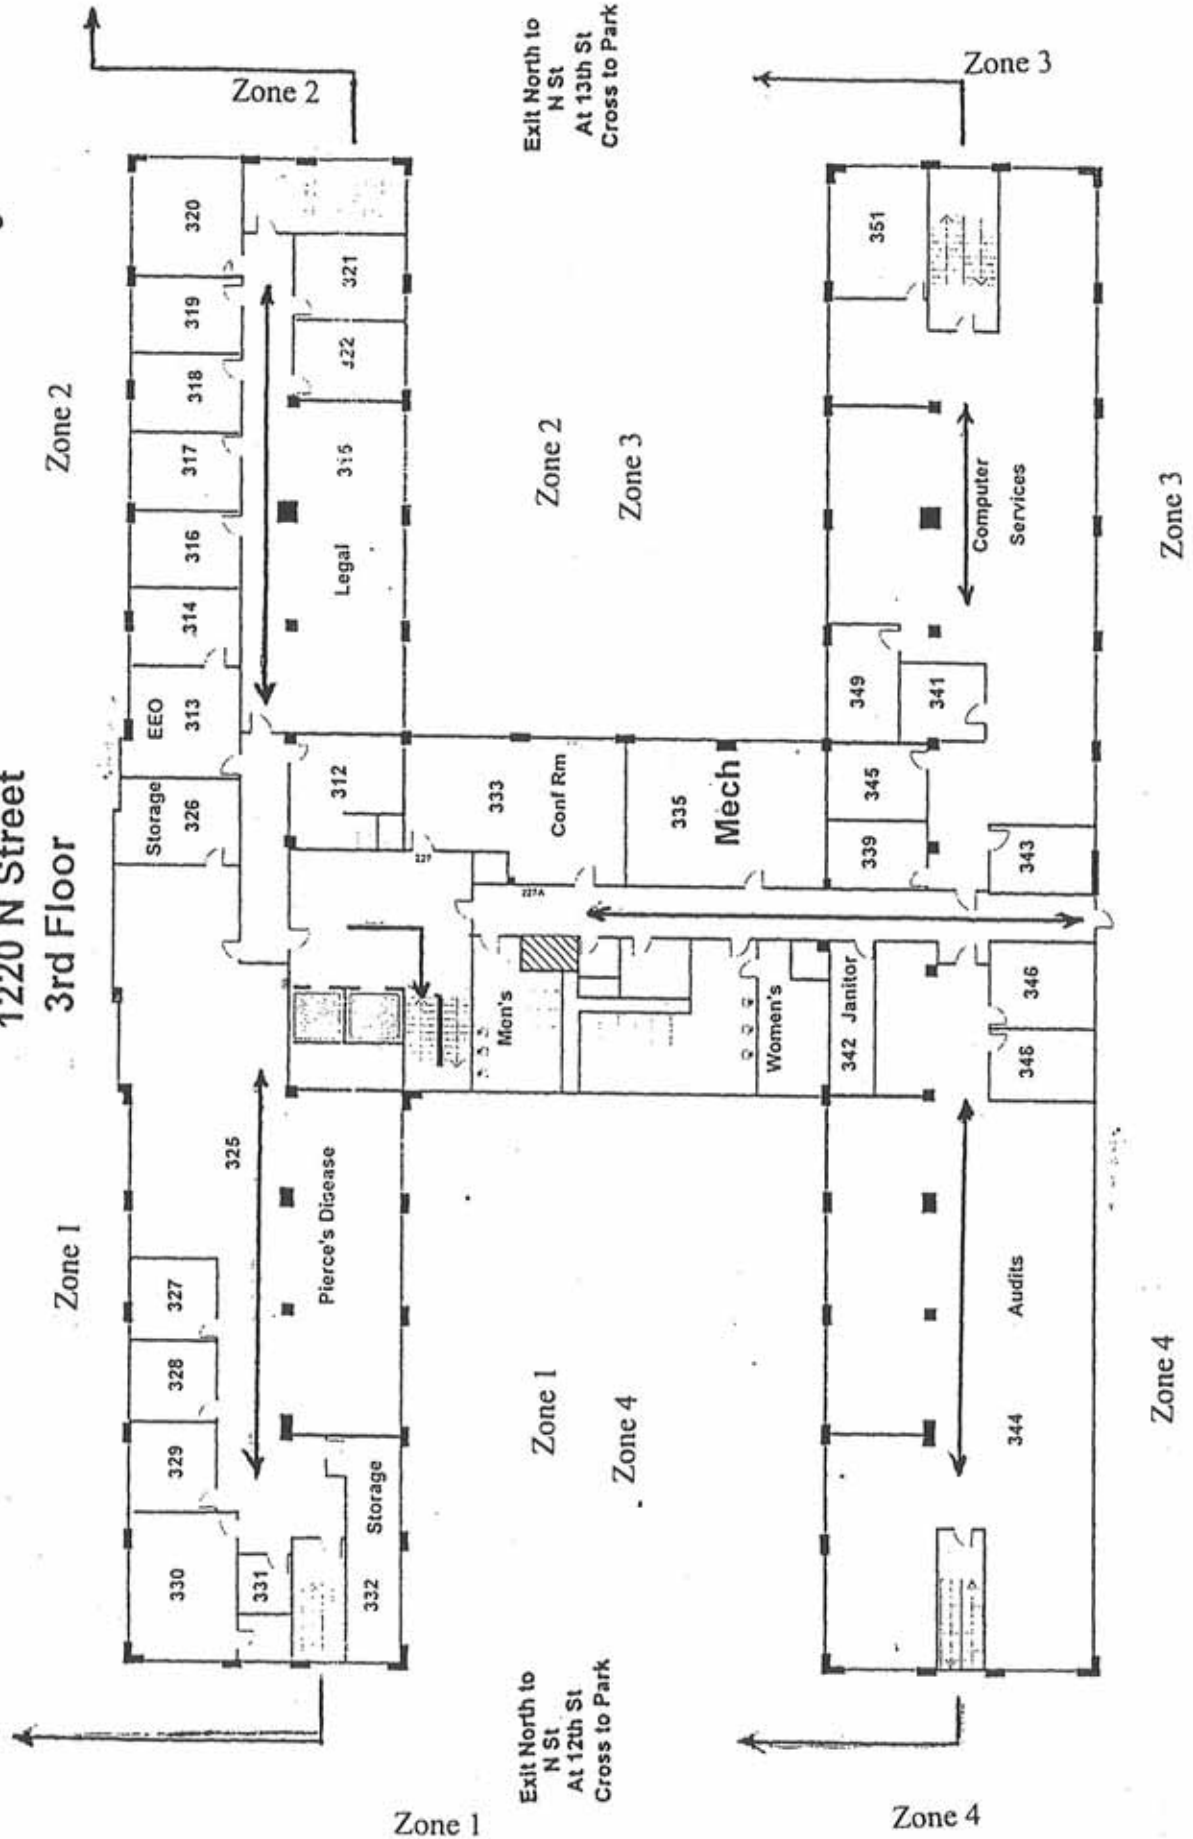 1220 N Street
3rd Floor
Zone 1
Zone 2
330
329
328
327
325
Storage
326
EEO
313
314
316
317
318
319
320
331
332
Storage
Pierce's Disease
312
Legal
315
322
321
Zone 1
Zone 2
227
333
Conf Rm
227A
Men's
335
Mech
Women's
Exit North to
N St
At 12th St
Cross to Park
Zone 1
Zone 4
Zone 2
Zone 3
Exit North to
N St
At 13th St
Cross to Park
342 Janitor
339
345
349
341
351
Computer
Services
344
Audits
348
346
343
Zone 4
Zone 3
Zone 4
Zone 3